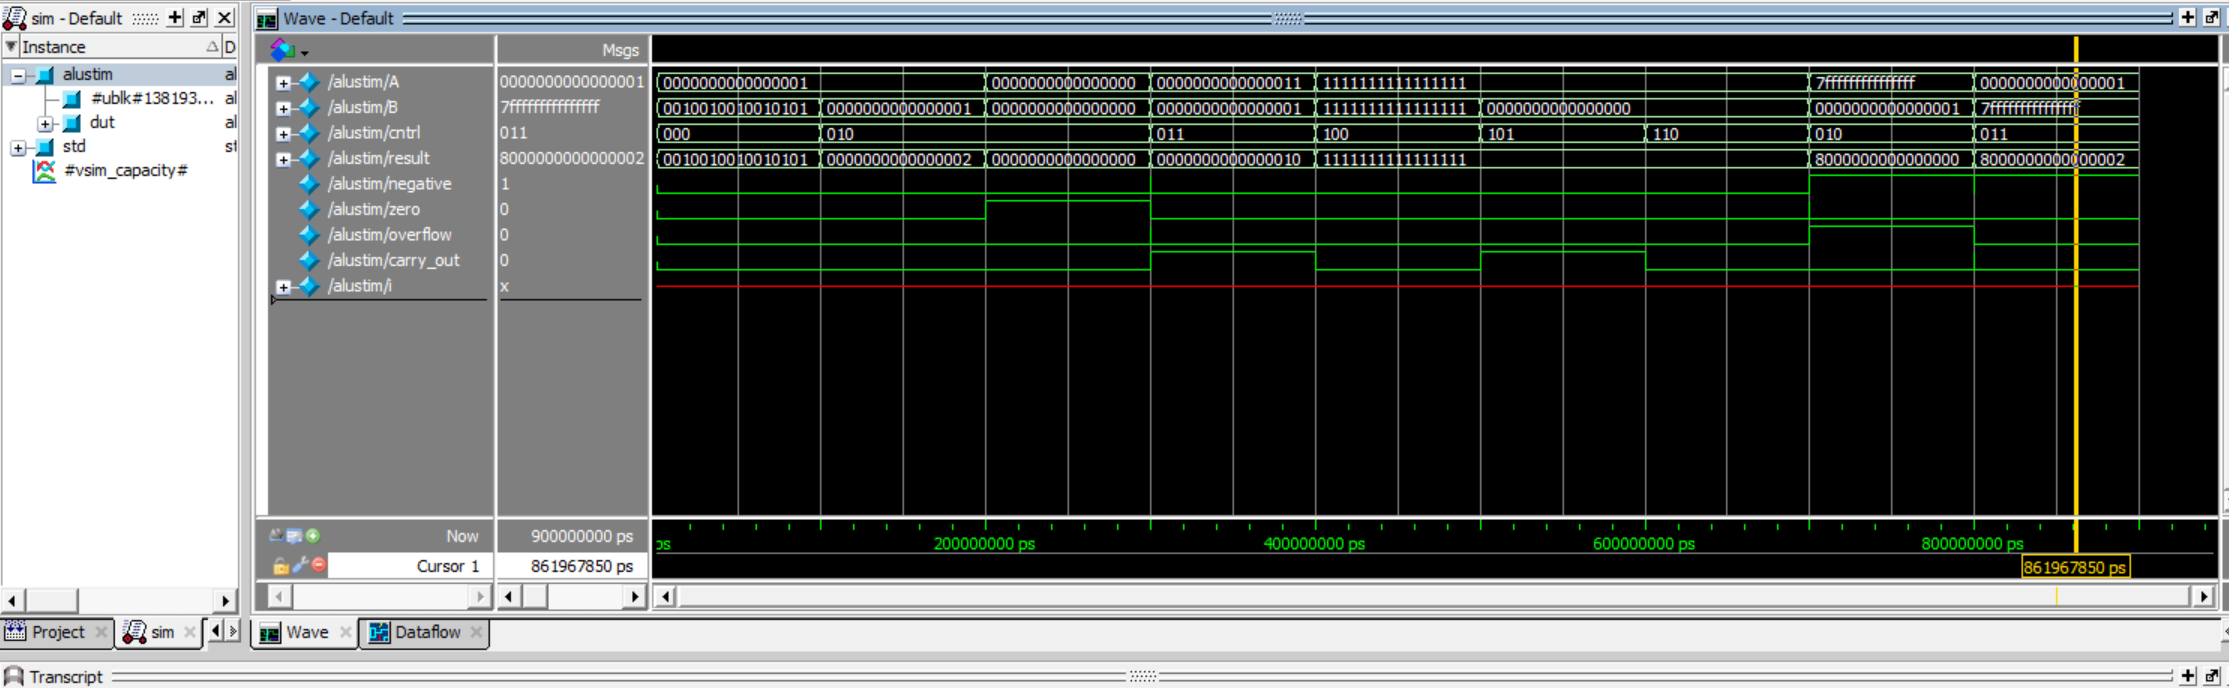 sim - Default
Wave - Default
Instance
D
Msgs
alustim
al
#ublk#138193...
al
dut
al
std
st
#vsim_capacity#
/alustim/A
0000000000000001
0000000000000001
0000000000000000
0000000000000011
1111111111111111
7fffffffffffffff
0000000000000001
/alustim/B
7fffffffffffffff
0010010010010101
0000000000000001
0000000000000000
0000000000000001
1111111111111111
0000000000000000
0000000000000001
7fffffffffffffff
/alustim/cntrl
011
000
010
011
100
101
110
010
011
/alustim/result
8000000000000002
0010010010010101
0000000000000002
0000000000000000
0000000000000010
1111111111111111
8000000000000000
8000000000000002
/alustim/negative
1
/alustim/zero
0
/alustim/overflow
0
/alustim/carry_out
0
/alustim/i
x
Now
900000000 ps
ps
200000000 ps
400000000 ps
600000000 ps
800000000 ps
Cursor 1
861967850 ps
861967850 ps
Project
sim
Wave
Dataflow
Transcript